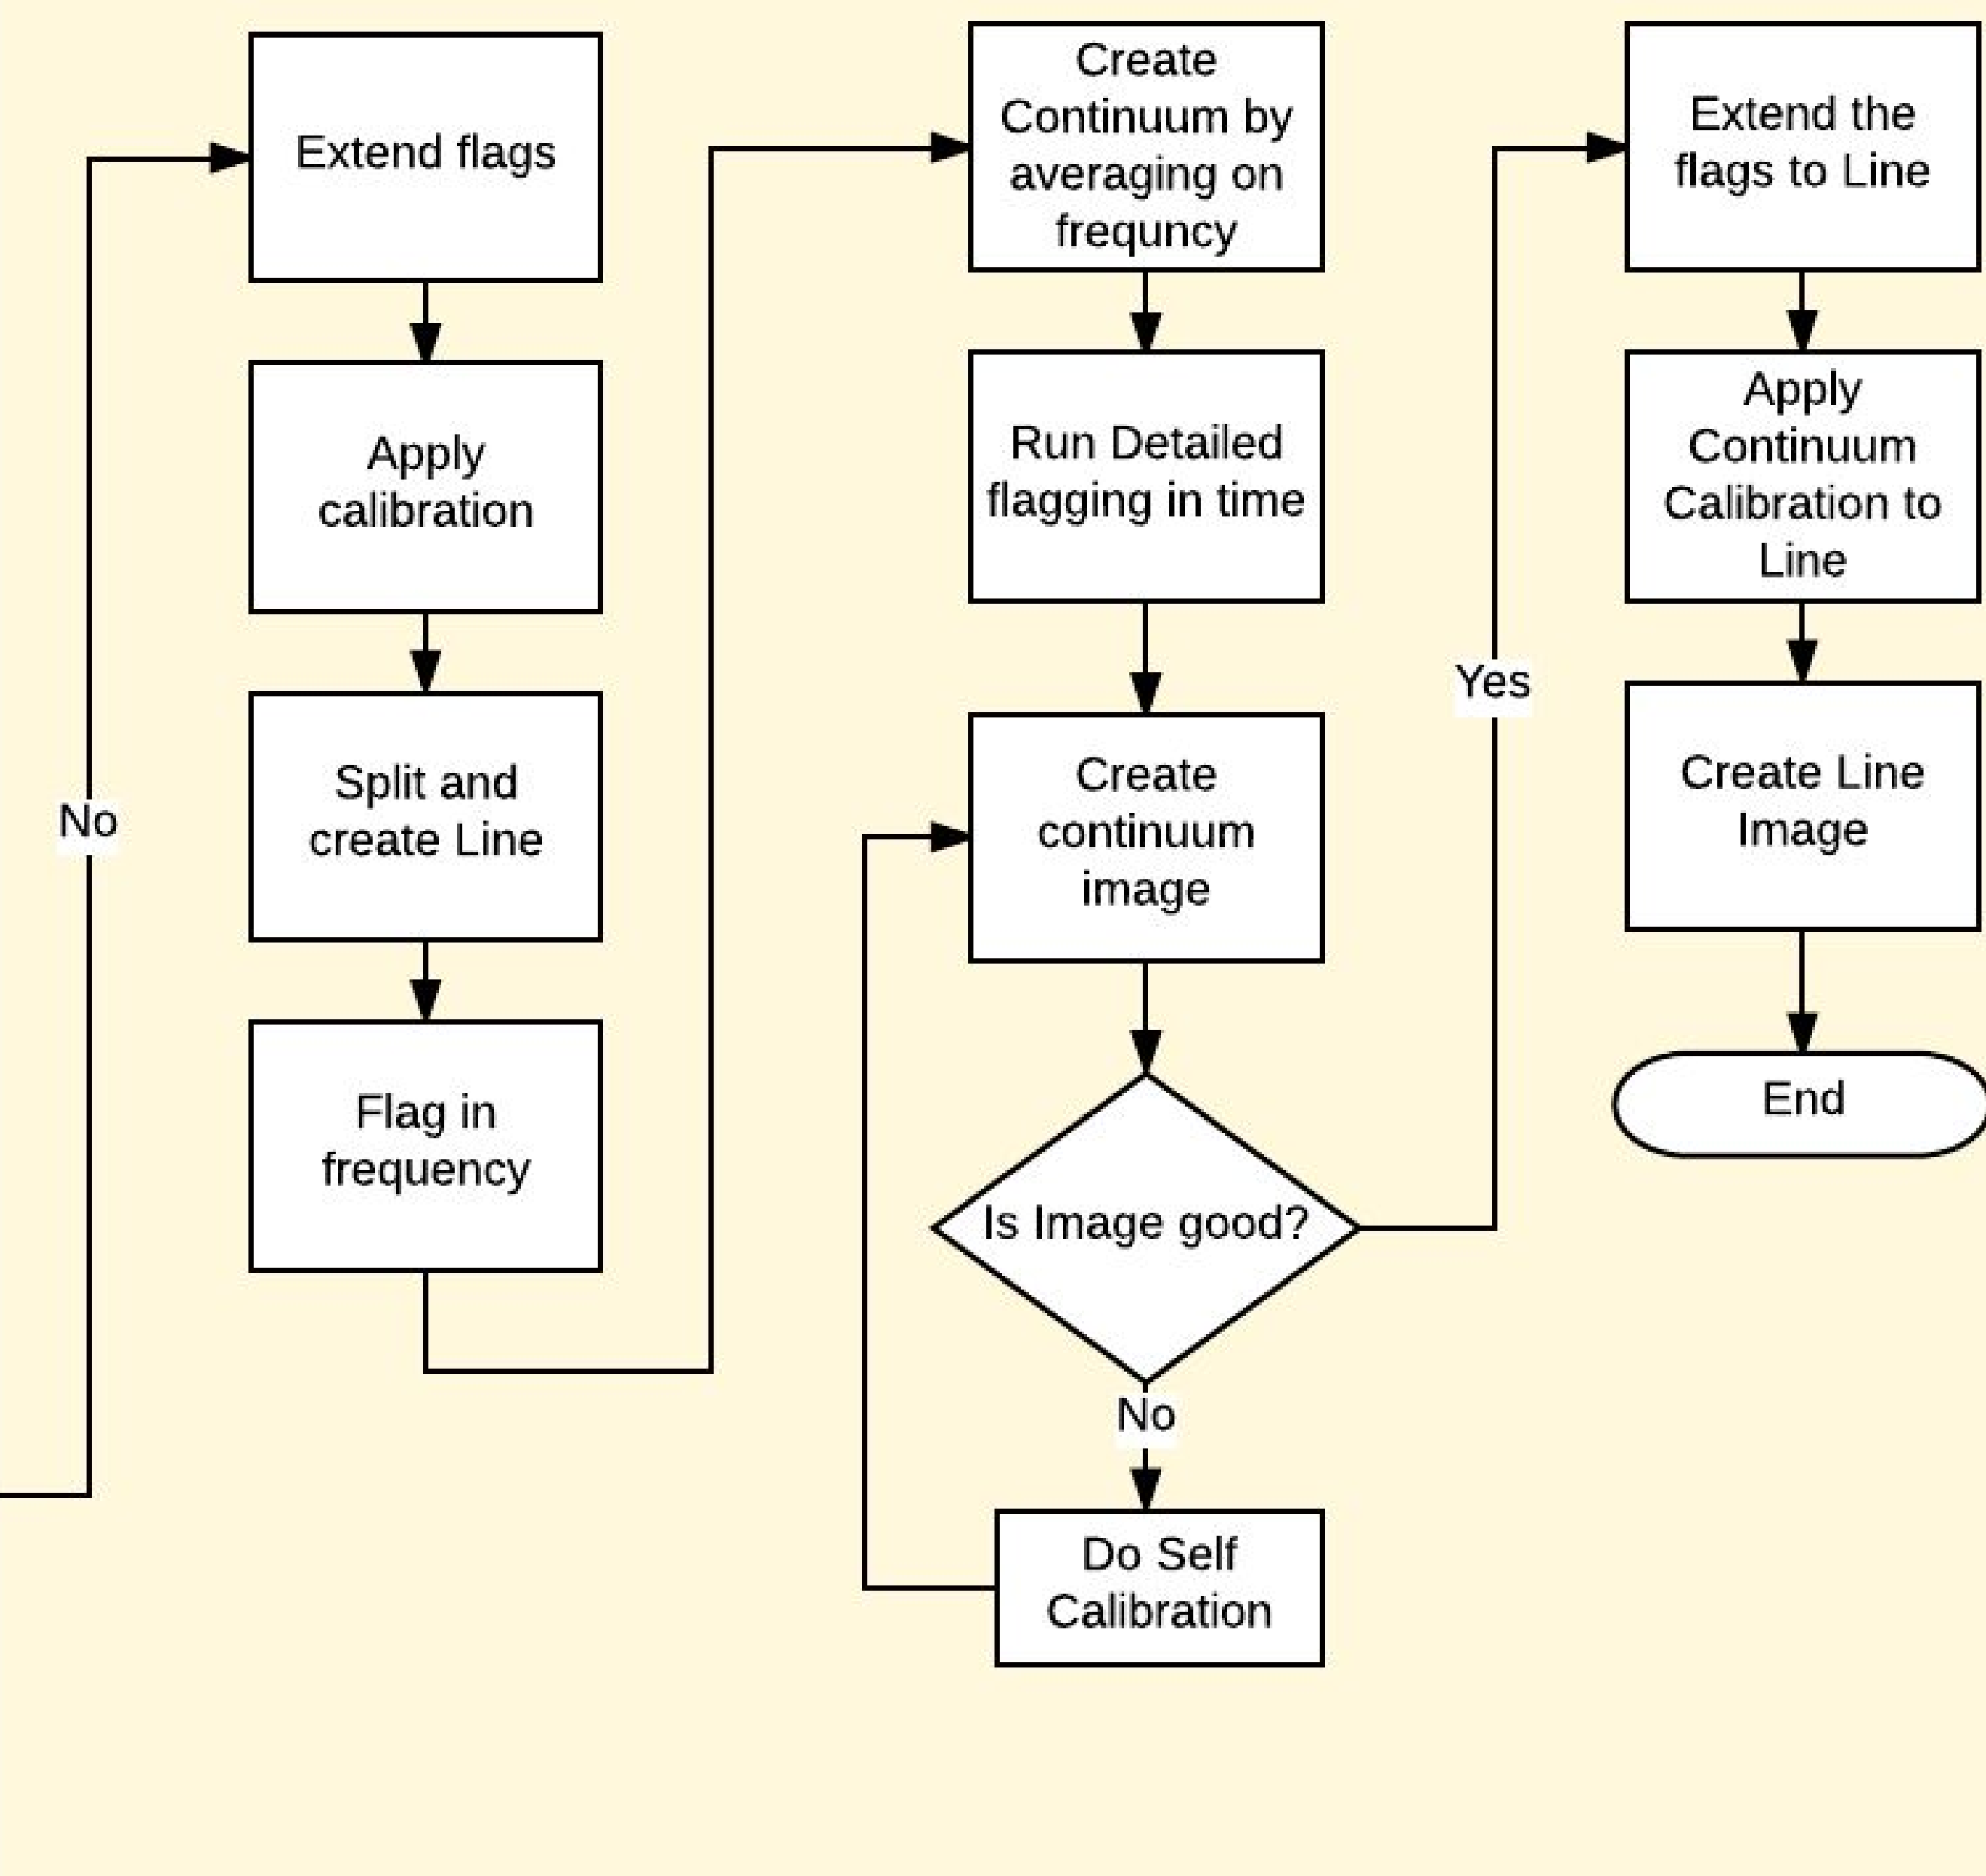 Extend flags
Apply
calibration
Split and
create Line
Flag in
frequency
No
Create
Continuum by
averaging on
frequncy
Run Detailed
flagging in time
Create
continuum
image
Is Image good?
No
Do Self
Calibration
Yes
Extend the
flags to Line
Apply
Continuum
Calibration to
Line
Create Line
Image
End